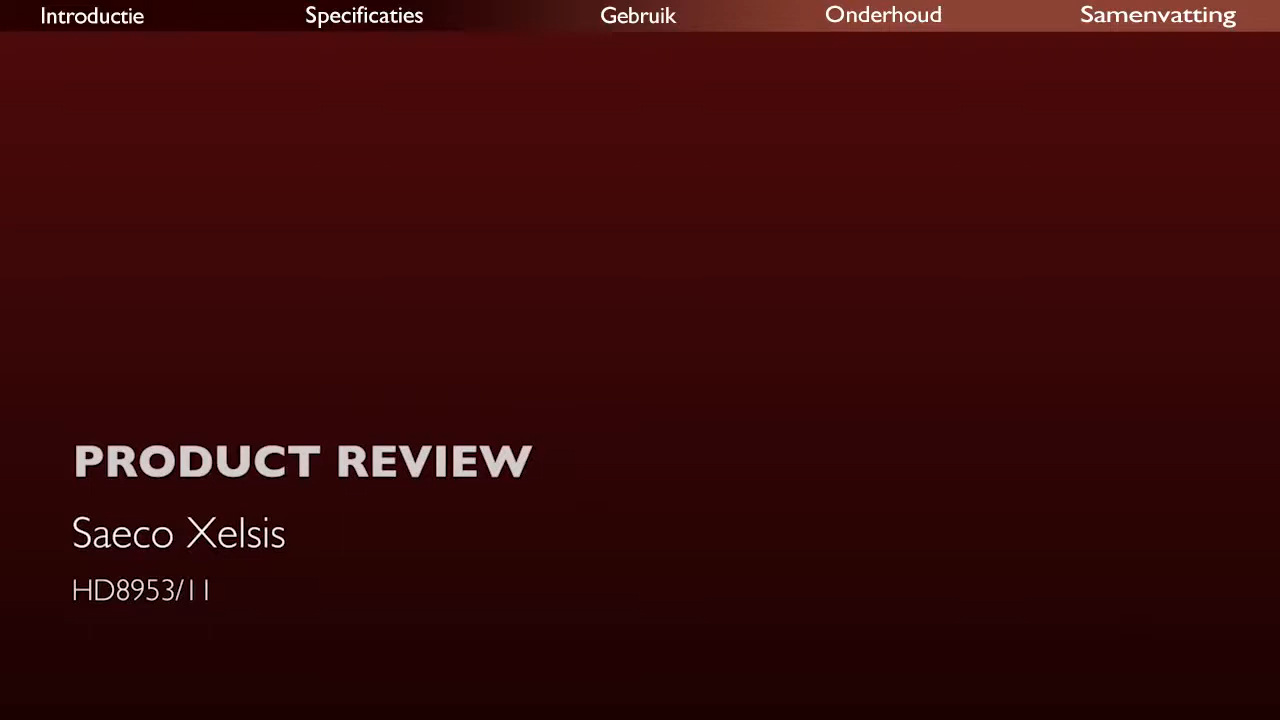 Introductie Specificaties Gebruik Onderhoud Samenvatting
PRODUCT REVIEW
Saeco Xelsis
HD8953/11